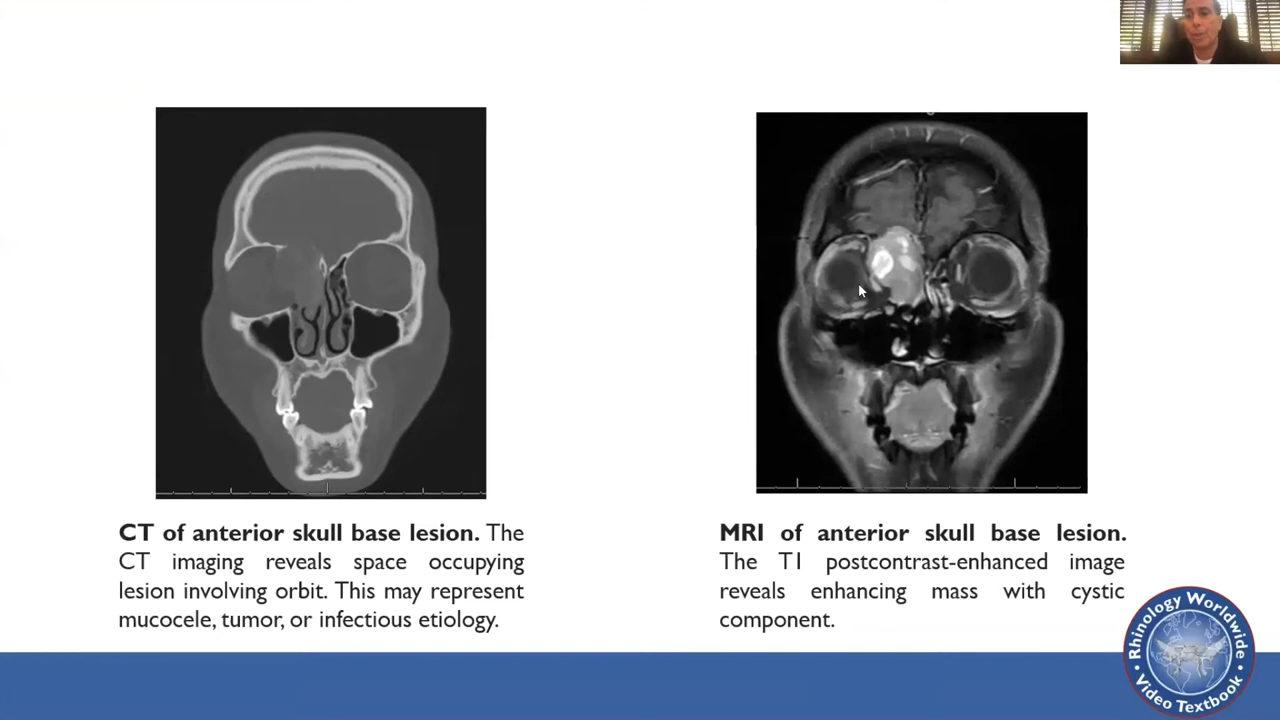 CT of anterior skull base lesion. The
CT imaging reveals space occupying
lesion involving orbit. This may represent
mucocele, tumor, or infectious etiology.
MRI of anterior skull base lesion.
The T1 postcontrast-enhanced image
reveals enhancing mass with cystic
component.
Rhinology Worldwide
• Video Textbook •